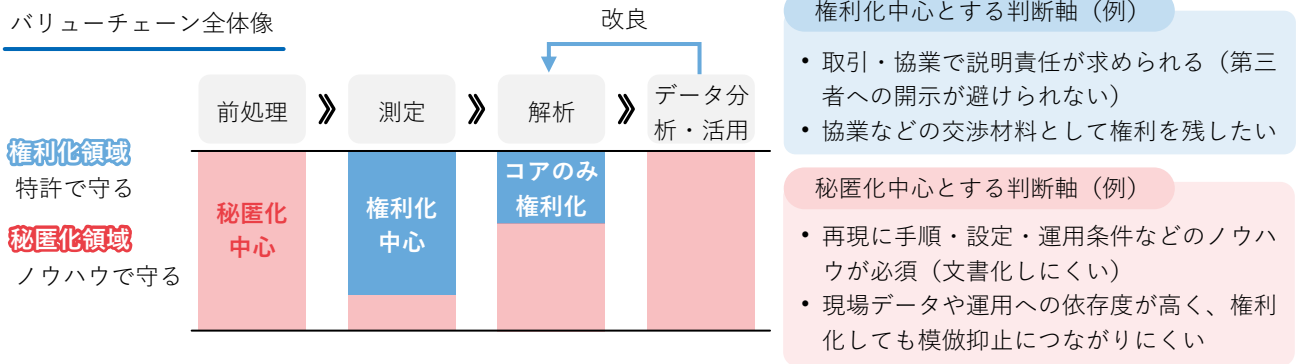 バリューチェーン全体像
改良
前処理
測定
解析
データ分
析・活用
権利化領域
特許で守る
秘匿化領域
ノウハウで守る
秘匿化
中心
権利化
中心
コアのみ
権利化
権利化中心とする判断軸（例）
• 取引・協業で説明責任が求められる（第三
者への開示が避けられない）
• 協業などの交渉材料として権利を残したい
秘匿化中心とする判断軸（例）
• 再現に手順・設定・運用条件などのノウハ
ウが必須（文書化しにくい）
• 現場データや運用への依存度が高く、権利
化しても模倣抑止につながりにくい